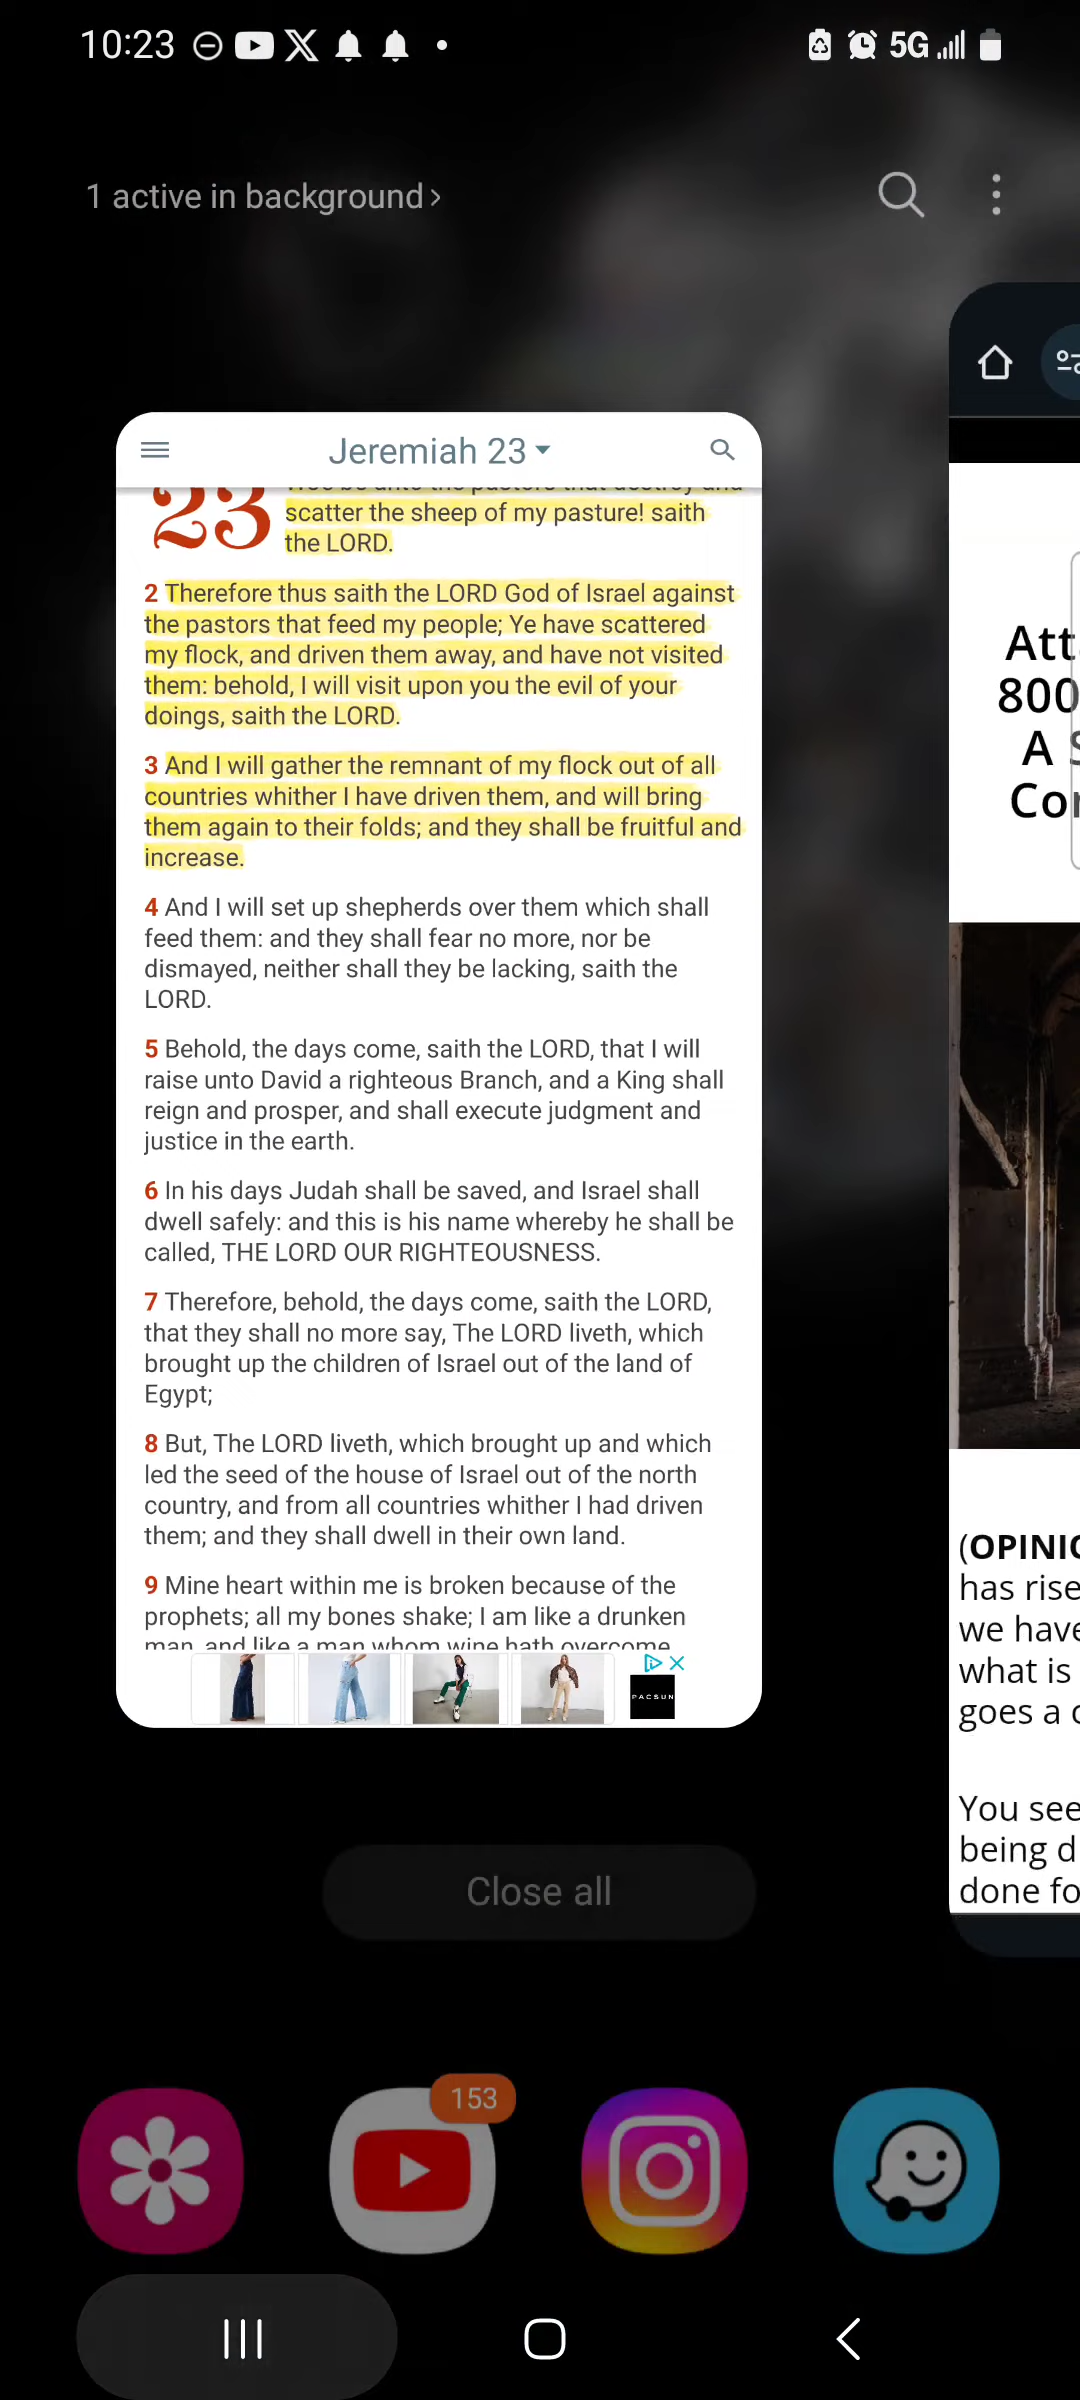 10:23
5G
1 active in background >
Jeremiah 23
23
scatter the sheep of my pasture! saith
the LORD.
2 Therefore thus saith the LORD God of Israel against
the pastors that feed my people; Ye have scattered
my flock, and driven them away, and have not visited
them: behold, I will visit upon you the evil of your
doings, saith the LORD.
3 And I will gather the remnant of my flock out of all
countries whither I have driven them, and will bring
them again to their folds; and they shall be fruitful and
increase.
4 And I will set up shepherds over them which shall
feed them: and they shall fear no more, nor be
dismayed, neither shall they be lacking, saith the
LORD.
5 Behold, the days come, saith the LORD, that I will
raise unto David a righteous Branch, and a King shall
reign and prosper, and shall execute judgment and
justice in the earth.
6 In his days Judah shall be saved, and Israel shall
dwell safely: and this is his name whereby he shall be
called, THE LORD OUR RIGHTEOUSNESS.
7 Therefore, behold, the days come, saith the LORD,
that they shall no more say, The LORD liveth, which
brought up the children of Israel out of the land of
Egypt;
8 But, The LORD liveth, which brought up and which
led the seed of the house of Israel out of the north
country, and from all countries whither I had driven
them; and they shall dwell in their own land.
9 Mine heart within me is broken because of the
prophets; all my bones shake; I am like a drunken
man, and like a man whom wine hath overcome
PACSUN
Att
800
A
Co
(OPINIO
has rise
we have
what is
goes a
You see
being d
done fo
Close all
153